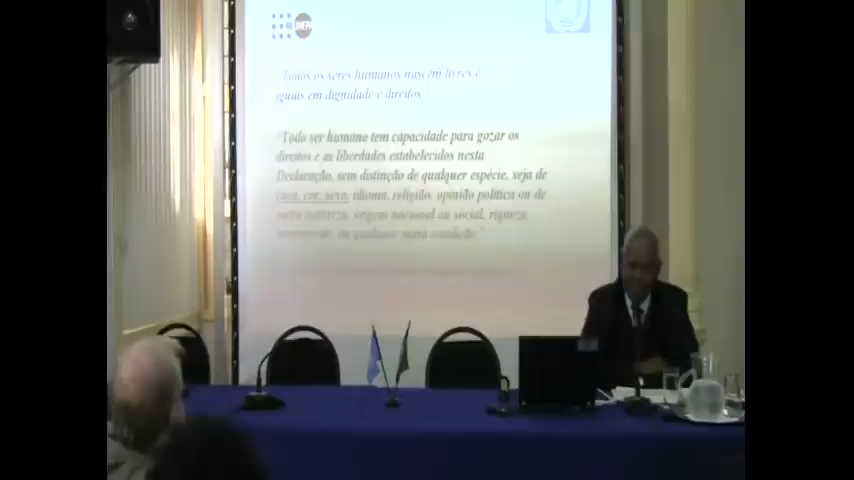 UNFPA
"Todos os seres humanos nascem livres e
iguais em dignidade e direitos
"Todo ser humano tem capacidade para gozar os
direitos e as liberdades estabelecidos nesta
Declaração, sem distinção de qualquer espécie, seja de
raça, cor, sexo, idioma, religião, opinião política ou de
outra natureza, origem nacional ou social, riqueza,
nascimento, ou qualquer outra condição."